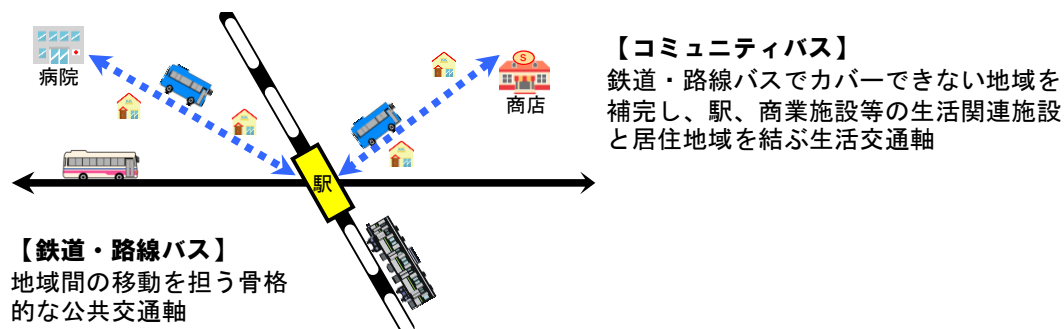 病院
S
商店
【コミュニティバス】
鉄道・路線バスでカバーできない地域を
補完し、駅、商業施設等の生活関連施設
と居住地域を結ぶ生活交通軸
駅
【鉄道・路線バス】
地域間の移動を担う骨格
的な公共交通軸